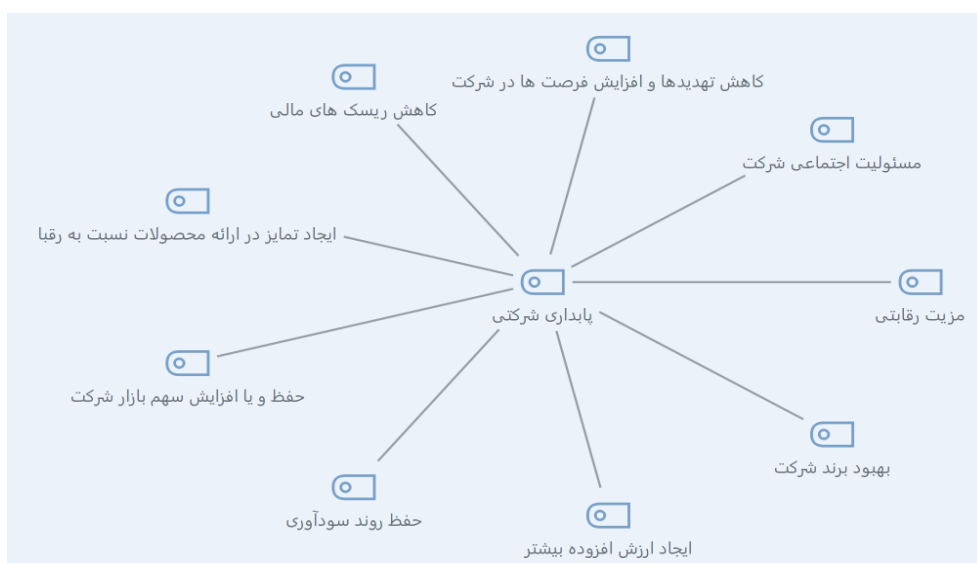 کاهش تهدیدها و افزایش فرصت ها در شرکت
کاهش ریسک های مالی
مسئولیت اجتماعی شرکت
ایجاد تمایز در ارائه محصولات نسبت به رقبا
پابداری شرکتی
مزیت رقابتی
حفظ و یا افزایش سهم بازار شرکت
بهبود برند شرکت
حفظ روند سودآوری
ایجاد ارزش افزوده بیشتر